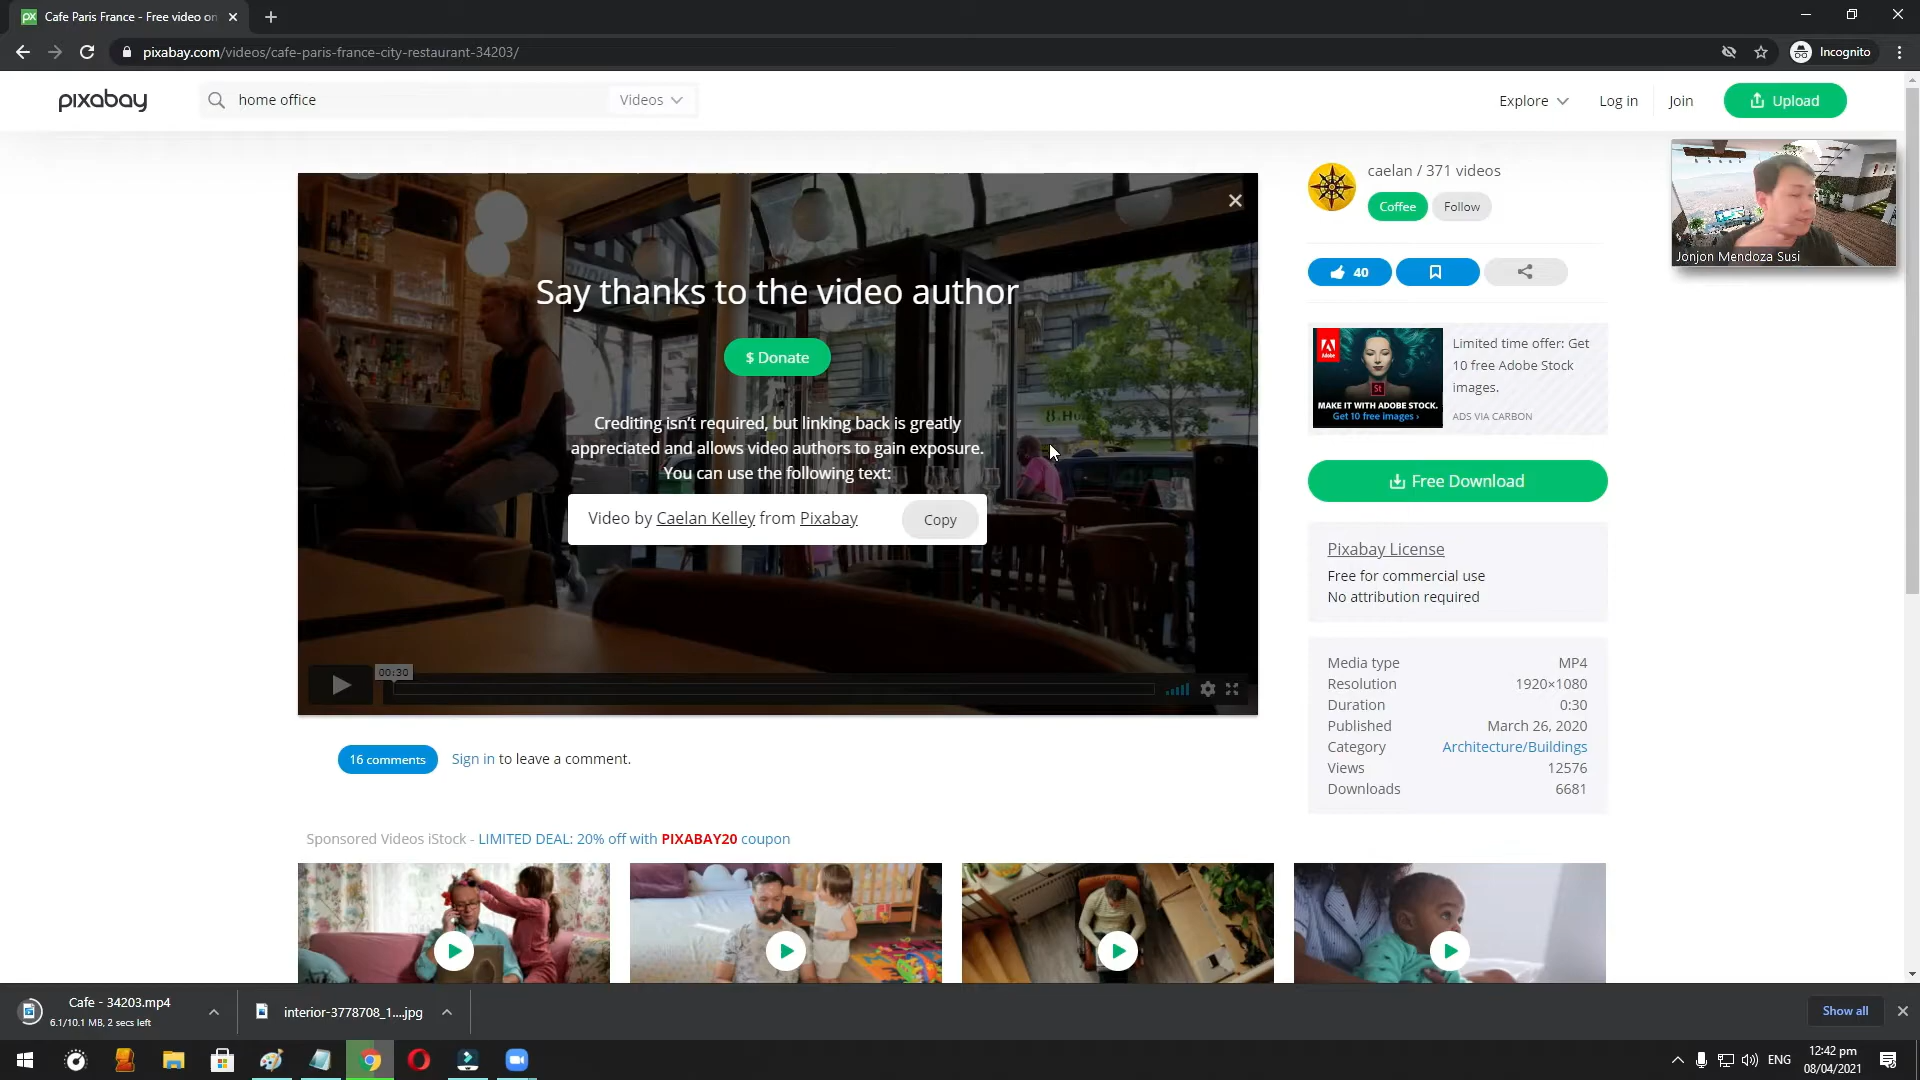 Cafe Paris France - Free video on
pixabay.com/videos/cafe-paris-france-city-restaurant-34203/
Incognito
pixabay
home office
Videos
Explore
Log in
Join
Upload
caelan / 371 videos
Coffee
Follow
Jonjon Mendoza Susi
40
Say thanks to the video author
$ Donate
Crediting isn't required, but linking back is greatly
appreciated and allows video authors to gain exposure.
You can use the following text:
Video by Caelan Kelley from Pixabay
Copy
00:30
Adobe
St
MAKE IT WITH ADOBE STOCK.
Get 10 free images ›
Limited time offer: Get
10 free Adobe Stock
images.
ADS VIA CARBON
Free Download
Pixabay License
Free for commercial use
No attribution required
Media type MP4
Resolution 1920×1080
Duration 0:30
Published March 26, 2020
Category Architecture/Buildings
Views 12576
Downloads 6681
16 comments
Sign in to leave a comment.
Sponsored Videos iStock - LIMITED DEAL: 20% off with PIXABAY20 coupon
Cafe - 34203.mp4
6.1/10.1 MB, 2 secs left
interior-3778708_1....jpg
Show all
ENG
12:42 pm
08/04/2021